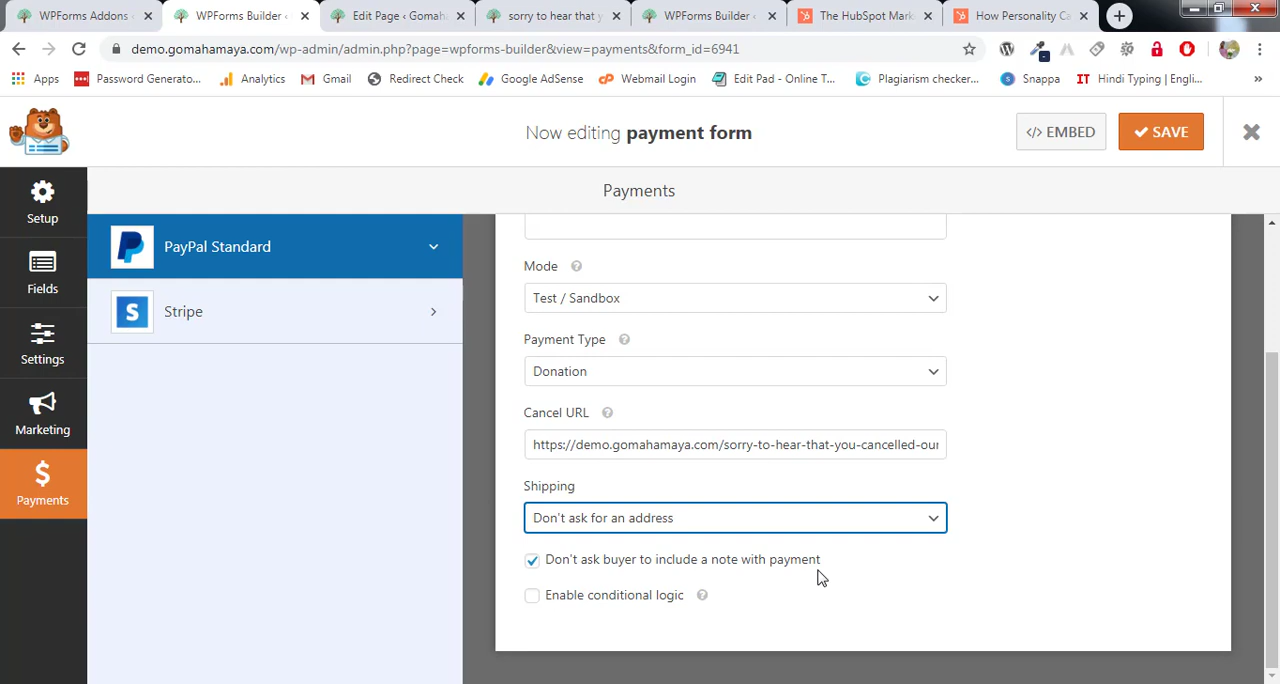 WPForms Addons
WPForms Builder ‹
Edit Page ‹ Gomah
sorry to hear that y
WPForms Builder ‹
The HubSpot Mark
How Personality Ca
demo.gomahamaya.com/wp-admin/admin.php?page=wpforms-builder&view=payments&form_id=6941
Apps
Password Generato...
Analytics
Gmail
Redirect Check
Google AdSense
Webmail Login
Edit Pad - Online T...
Plagiarism checker...
Snappa
Hindi Typing | Engl...
Now editing payment form
</> EMBED
SAVE
Payments
Setup
Fields
Settings
Marketing
Payments
PayPal Standard
Stripe
Mode
Test / Sandbox
Payment Type
Donation
Cancel URL
https://demo.gomahamaya.com/sorry-to-hear-that-you-cancelled-our
Shipping
Don't ask for an address
Don't ask buyer to include a note with payment
Enable conditional logic